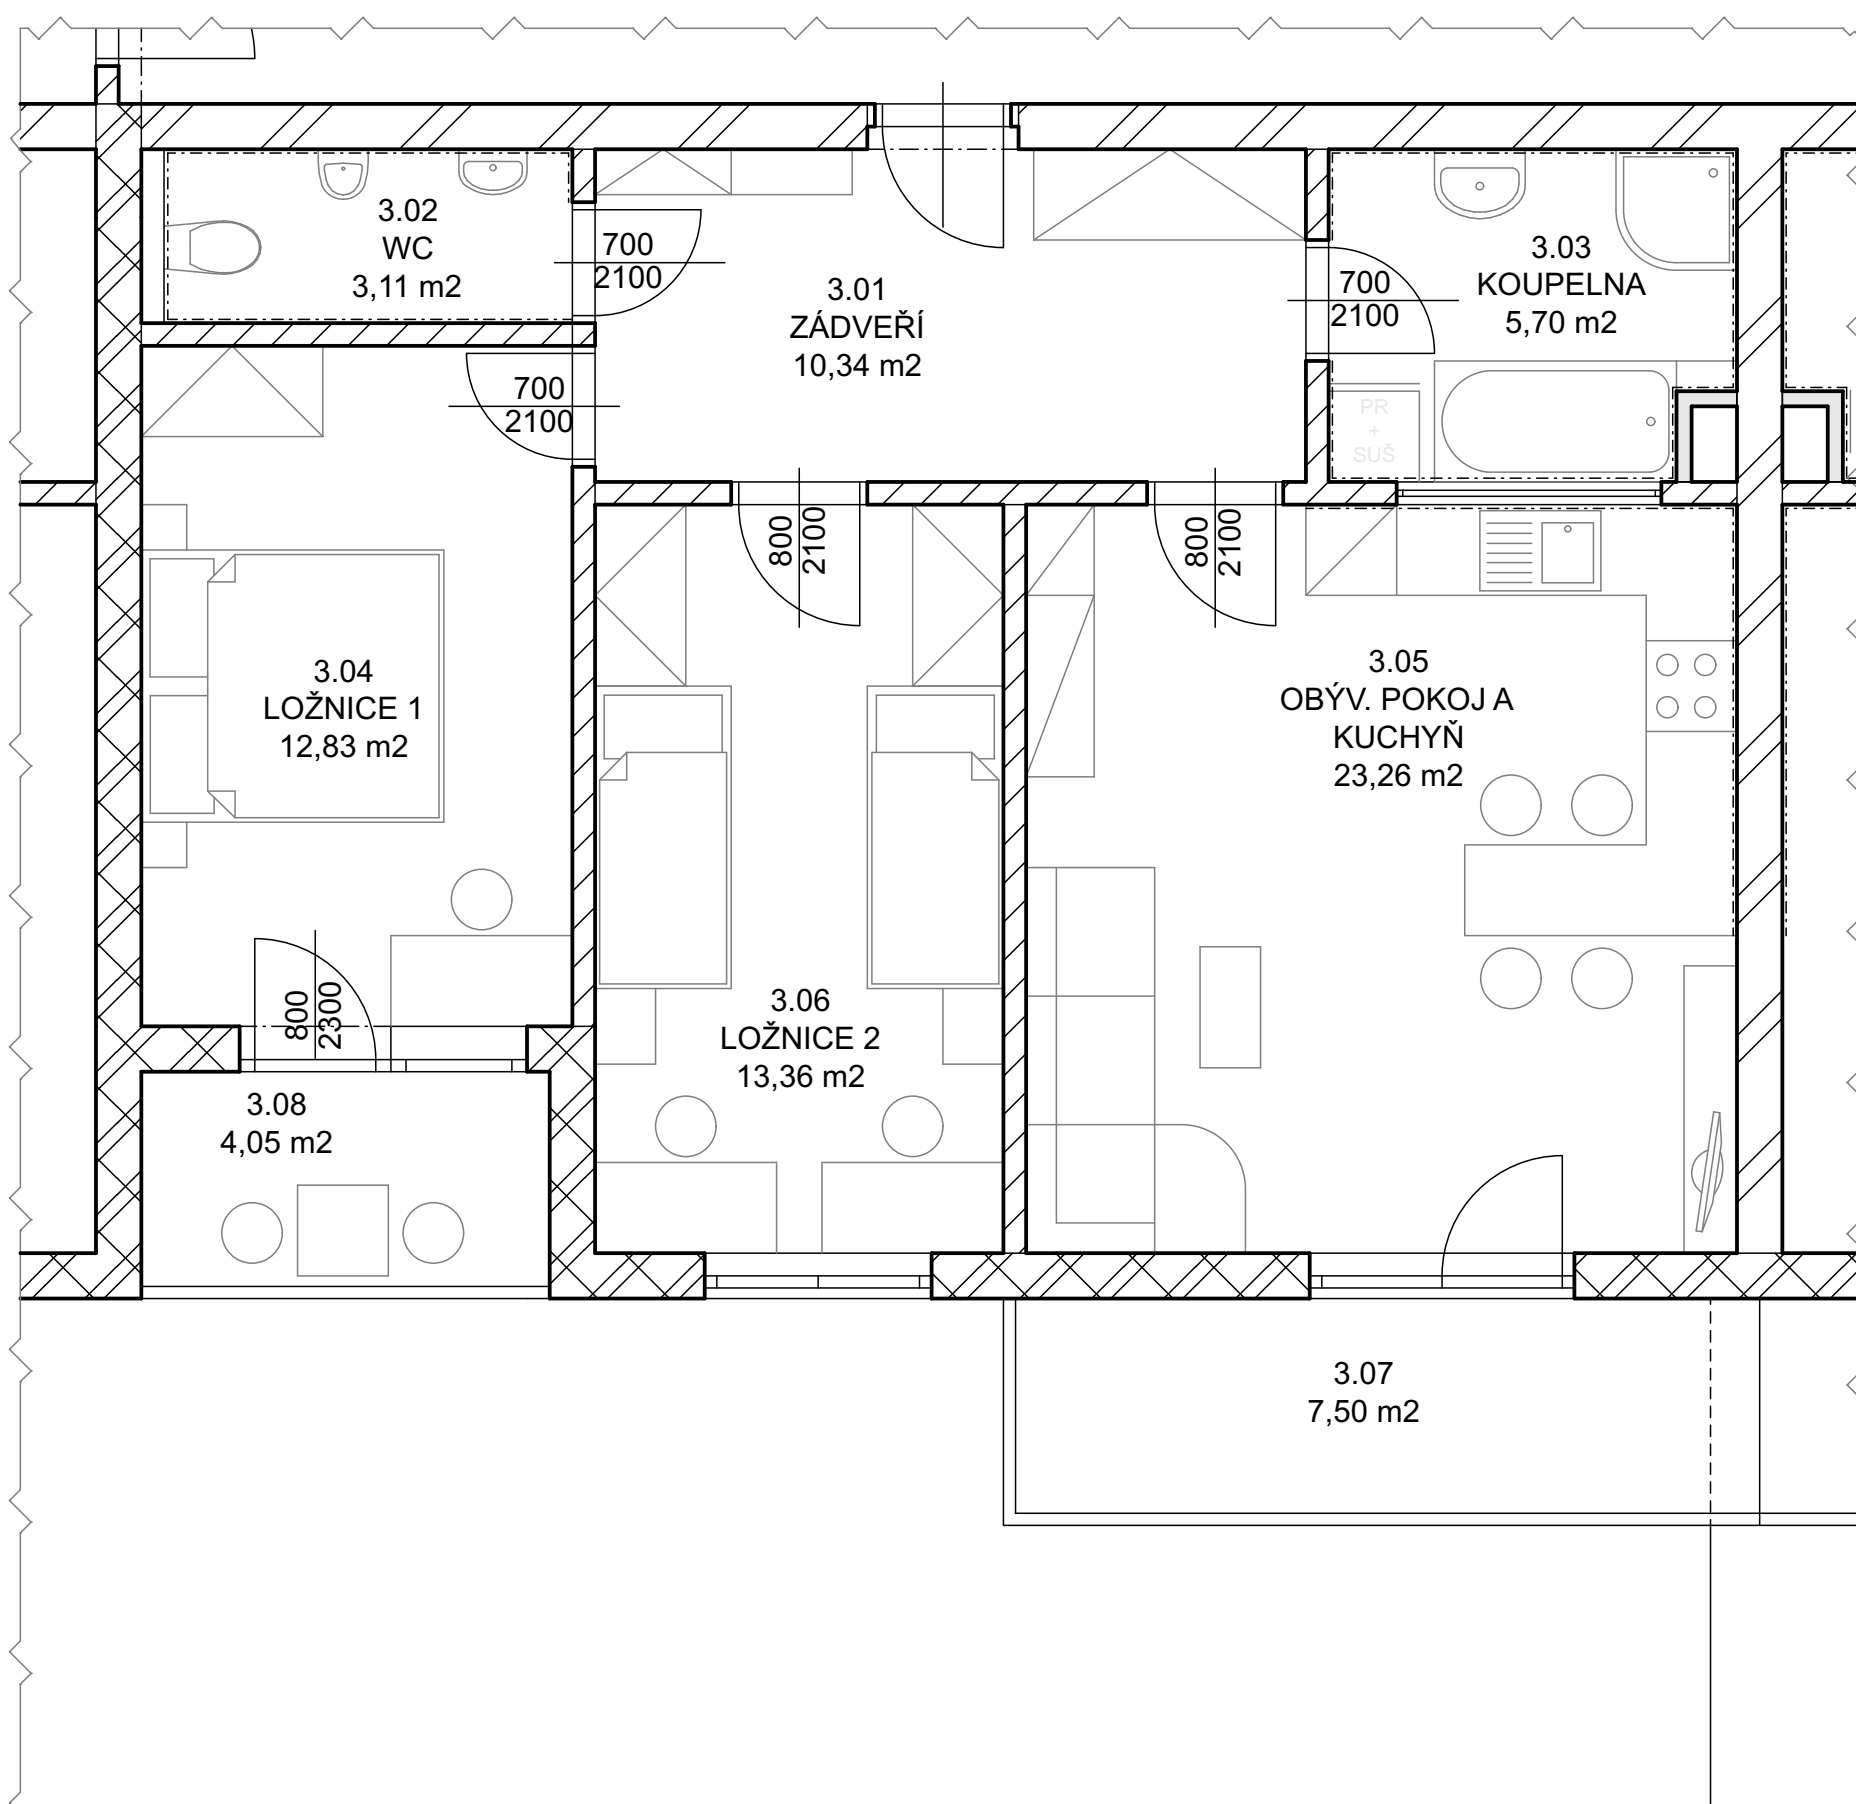 3.02
WC
3,11 m2
700
2100
3.01
ZÁDVEŘÍ
10,34 m2
700
2100
3.03
KOUPELNA
5,70 m2
700
2100
PR
+
SUŠ
800
2100
800
2100
3.04
LOŽNICE 1
12,83 m2
3.05
OBÝV. POKOJ A
KUCHYŇ
23,26 m2
800
2300
3.06
LOŽNICE 2
13,36 m2
3.08
4,05 m2
3.07
7,50 m2